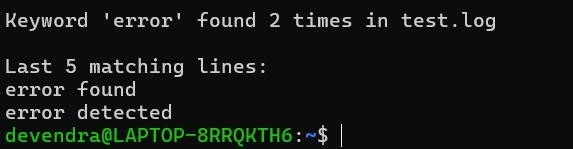 Keyword 'error' found 2 times in test.log
Last 5 matching lines:
error found
error detected
devendra@LAPTOP-8RRQKTH6:~$